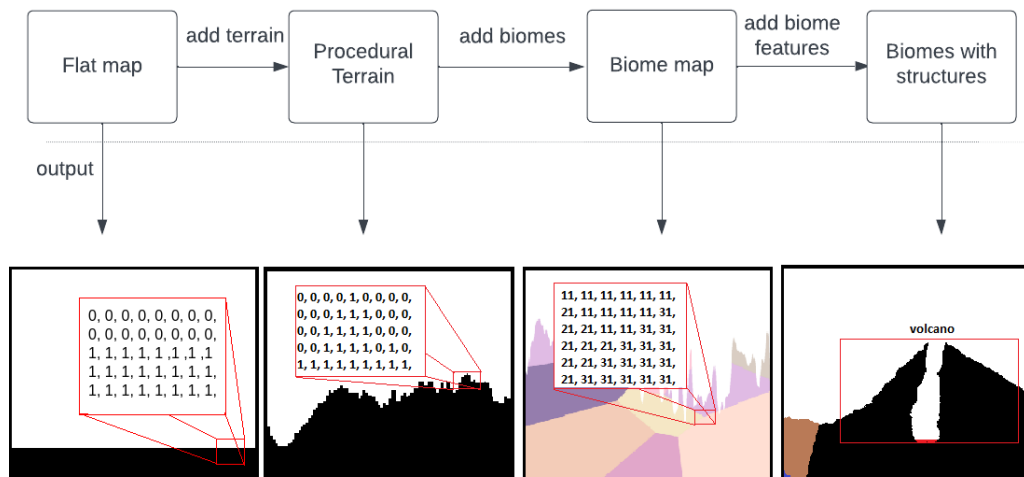 Flat map
add terrain
Procedural
Terrain
add biomes
Biome map
add biome
features
Biomes with
structures
output
0, 0, 0, 0, 0, 0, 0, 0,
0, 0, 0, 0, 0, 0, 0, 0,
1, 1, 1, 1, 1, 1, 1, 1
1, 1, 1, 1, 1, 1, 1, 1,
1, 1, 1, 1, 1, 1, 1, 1,
0, 0, 0, 0, 1, 0, 0, 0, 0,
0, 0, 0, 1, 1, 1, 0, 0, 0,
0, 0, 1, 1, 1, 1, 0, 0, 0,
0, 0, 1, 1, 1, 1, 0, 1, 0,
1, 1, 1, 1, 1, 1, 1, 1, 1,
11, 11, 11, 11, 11, 11,
21, 11, 11, 11, 11, 31,
21, 21, 11, 11, 31, 31,
21, 21, 21, 31, 31, 31,
21, 21, 31, 31, 31, 31,
21, 31, 31, 31, 31, 31,
volcano